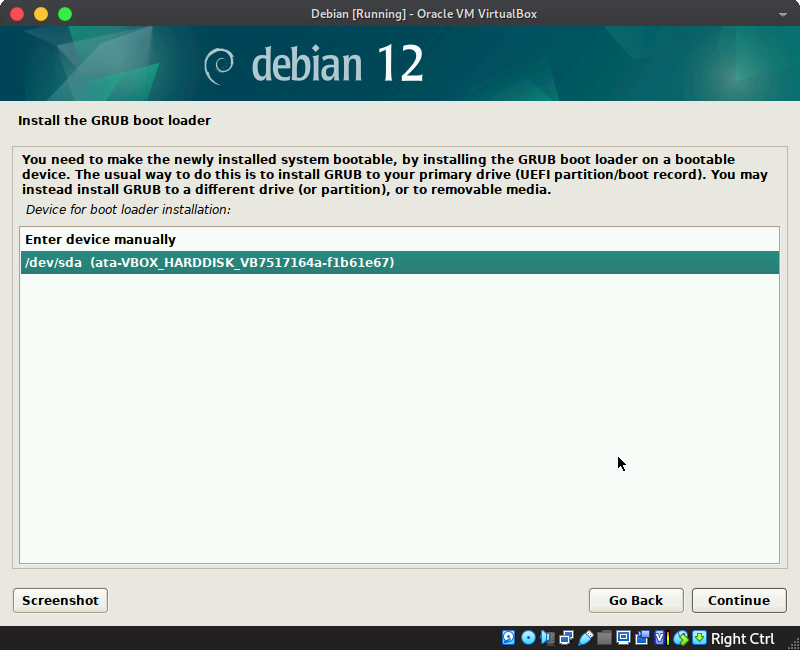 Debian [Running] - Oracle VM VirtualBox
debian 12
Install the GRUB boot loader
You need to make the newly installed system bootable, by installing the GRUB boot loader on a bootable
device. The usual way to do this is to install GRUB to your primary drive (UEFI partition/boot record). You may
instead install GRUB to a different drive (or partition), or to removable media.
Device for boot loader installation:
Enter device manually
/dev/sda  (ata-VBOX_HARDDISK_VB7517164a-f1b61e67)
Screenshot
Go Back
Continue
Right Ctrl